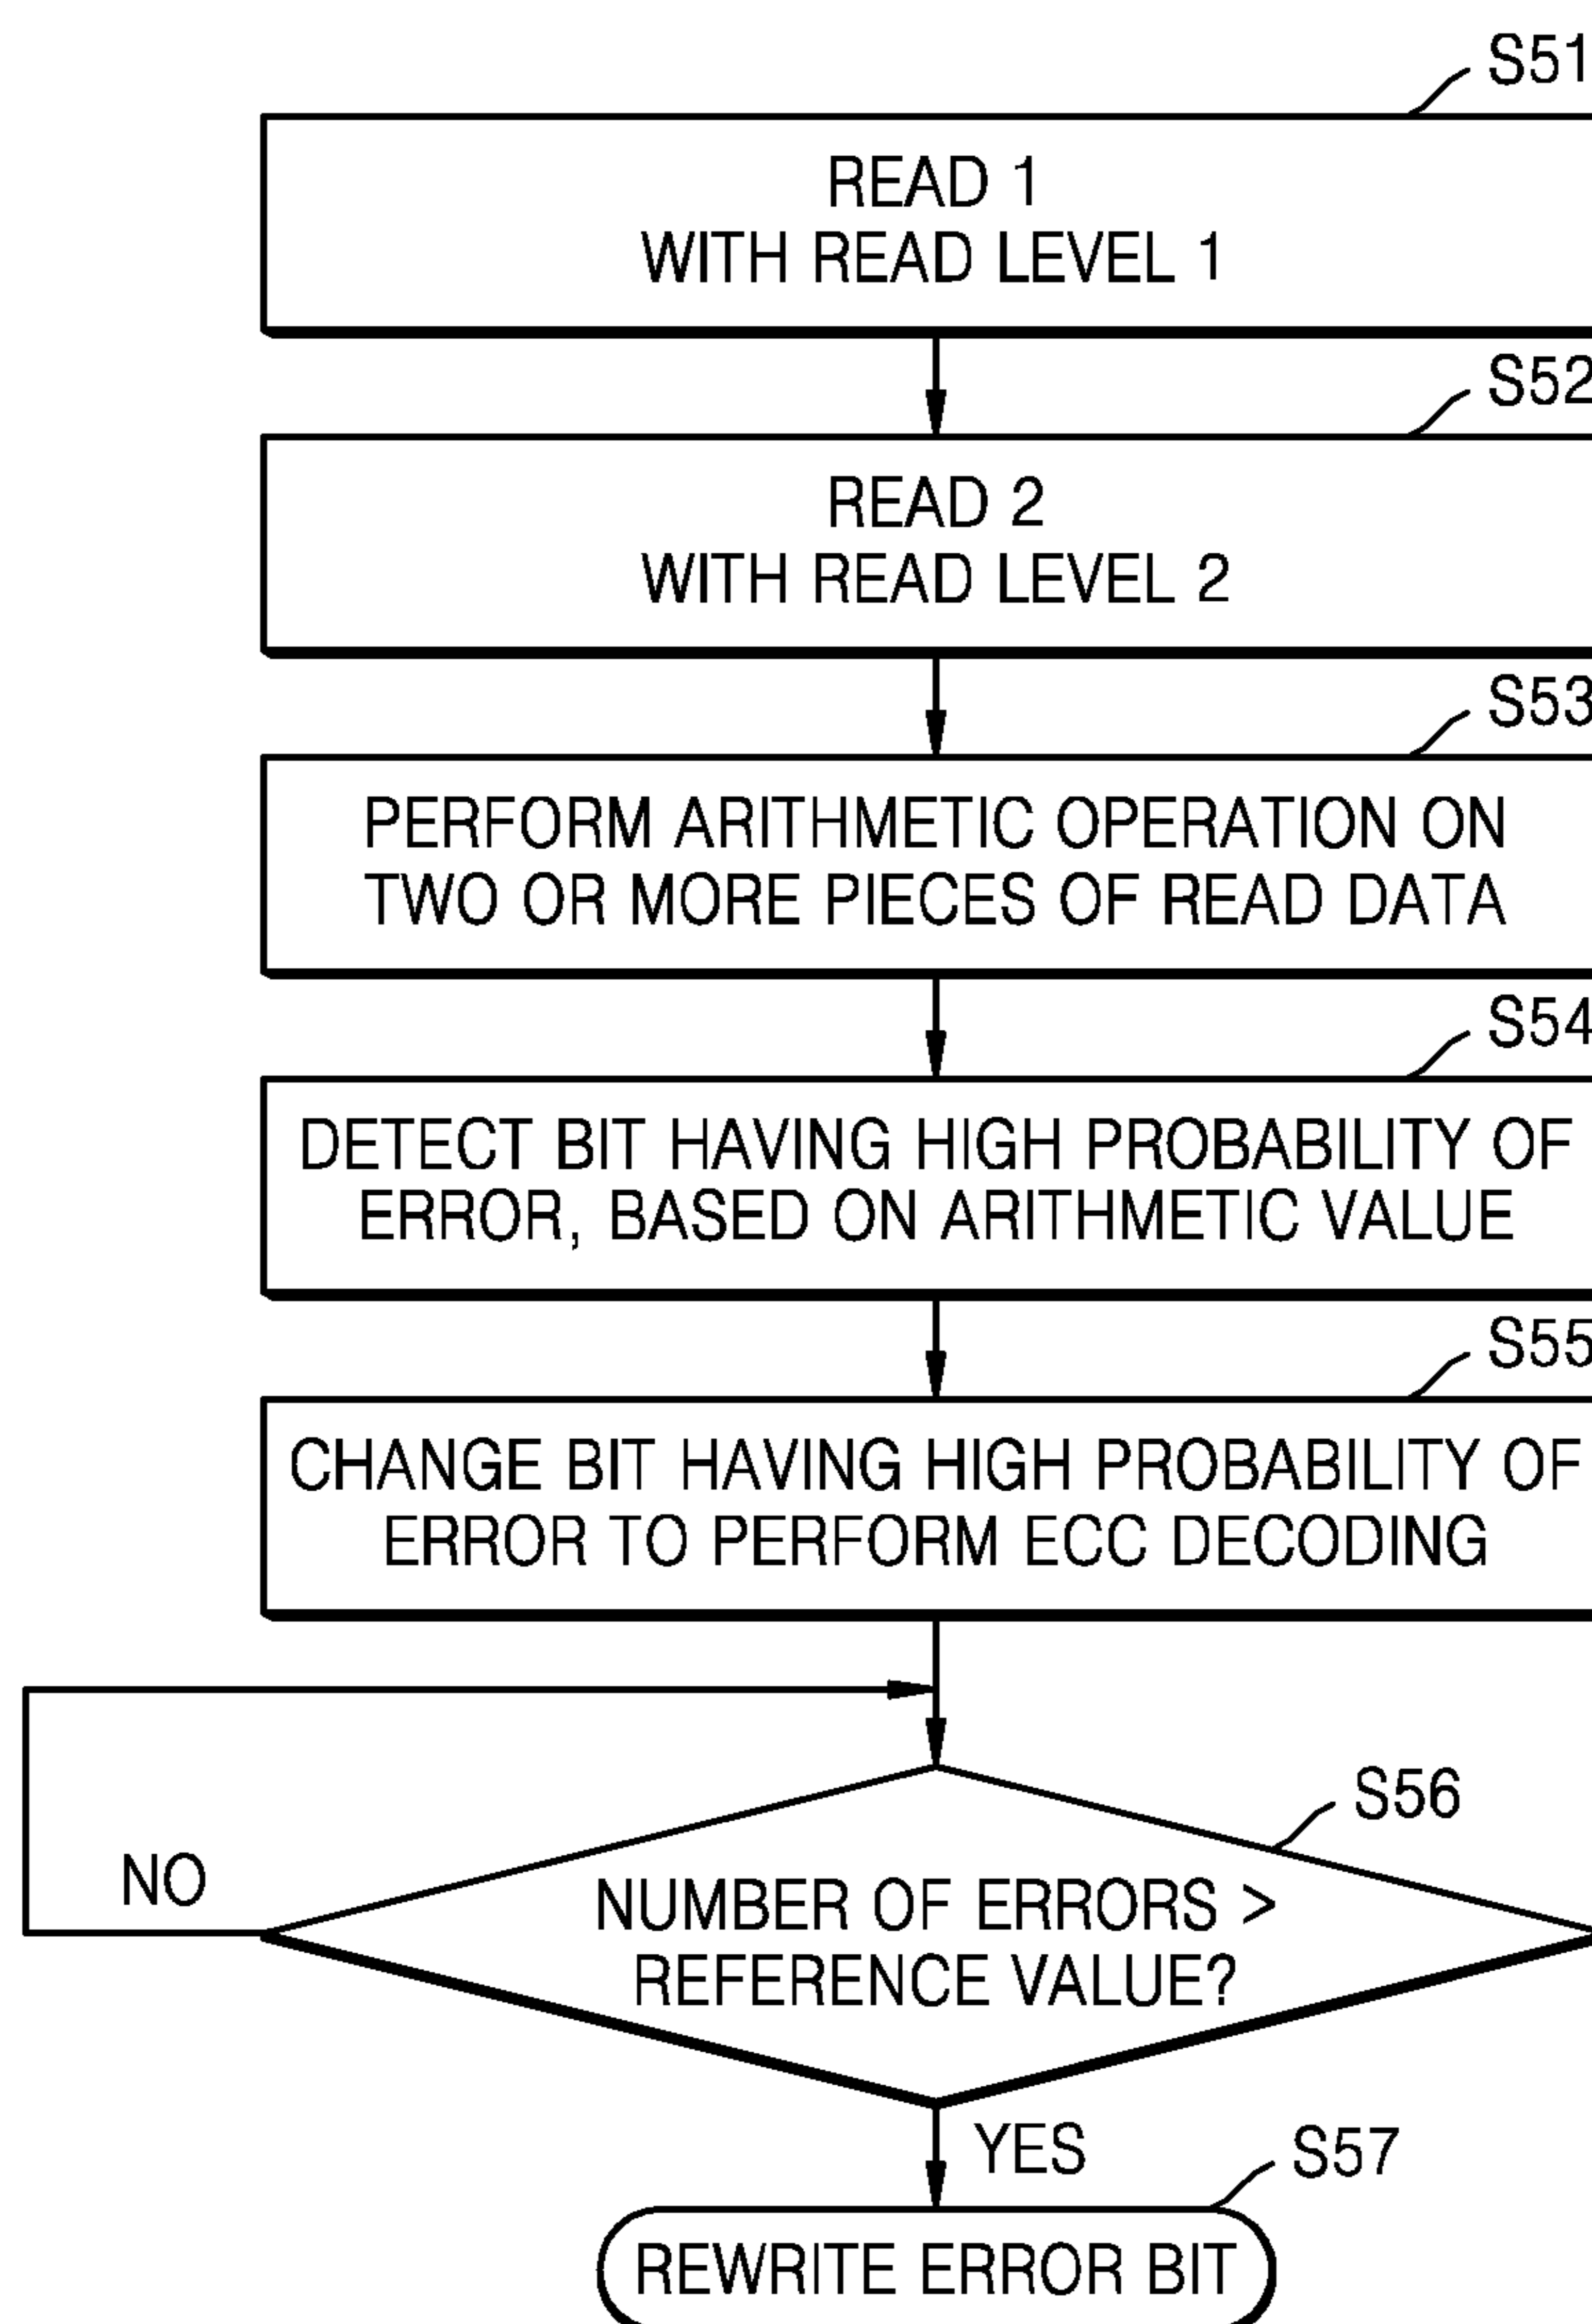 S51
READ 1
WITH READ LEVEL 1
S52
READ 2
WITH READ LEVEL 2
S53
PERFORM ARITHMETIC OPERATION ON
TWO OR MORE PIECES OF READ DATA
S54
DETECT BIT HAVING HIGH PROBABILITY OF
ERROR, BASED ON ARITHMETIC VALUE
S55
CHANGE BIT HAVING HIGH PROBABILITY OF
ERROR TO PERFORM ECC DECODING
S56
NO
NUMBER OF ERRORS >
REFERENCE VALUE?
YES
S57
REWRITE ERROR BIT